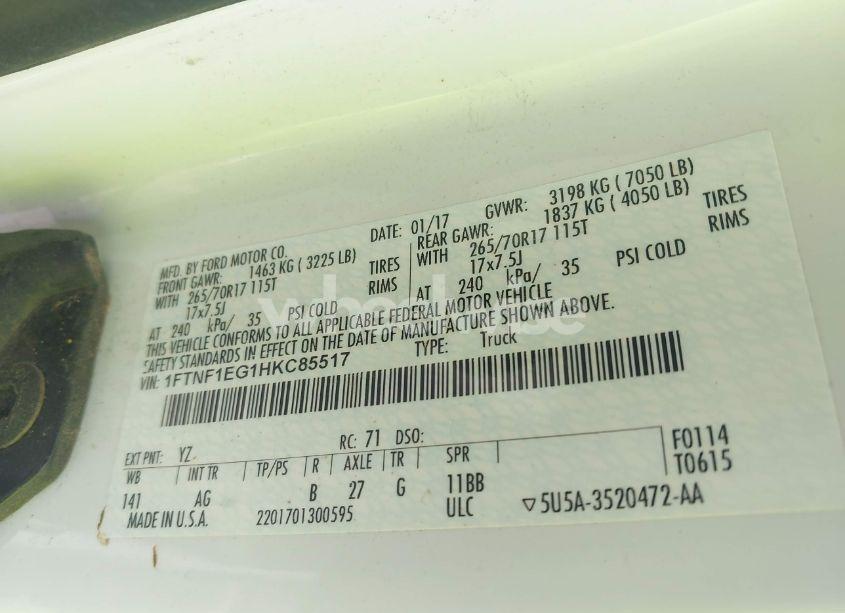 MFD. BY FORD MOTOR CO. DATE: 01/17 GVWR: 3198 KG ( 7050 LB)
FRONT GAWR: 1463 KG ( 3225 LB) REAR GAWR: 1837 KG ( 4050 LB)
WITH 265/70R17 115T TIRES WITH 265/70R17 115T TIRES
17x7.5J RIMS 17x7.5J RIMS
AT 240 kPa/ 35 PSI COLD AT 240 kPa/ 35 PSI COLD
THIS VEHICLE CONFORMS TO ALL APPLICABLE FEDERAL MOTOR VEHICLE
SAFETY STANDARDS IN EFFECT ON THE DATE OF MANUFACTURE SHOWN ABOVE.
VIN: 1FTNF1EG1HKC85517 TYPE: Truck
EXT PNT: YZ RC: 71 DSO: F0114
WB INT TR TP/PS R AXLE TR SPR T0615
141 AG B 27 G 11BB
MADE IN U.S.A. 2201701300595 ULC ▽5U5A-3520472-AA